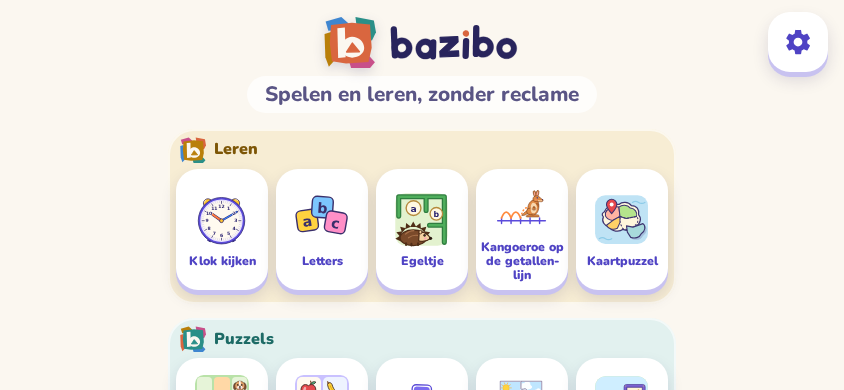 bazibo
Spelen en leren, zonder reclame
Leren
Klok kijken
Letters
Egeltje
Kangoeroe op
de getallen-
lijn
Kaartpuzzel
a
b
c
a
b
Puzzels